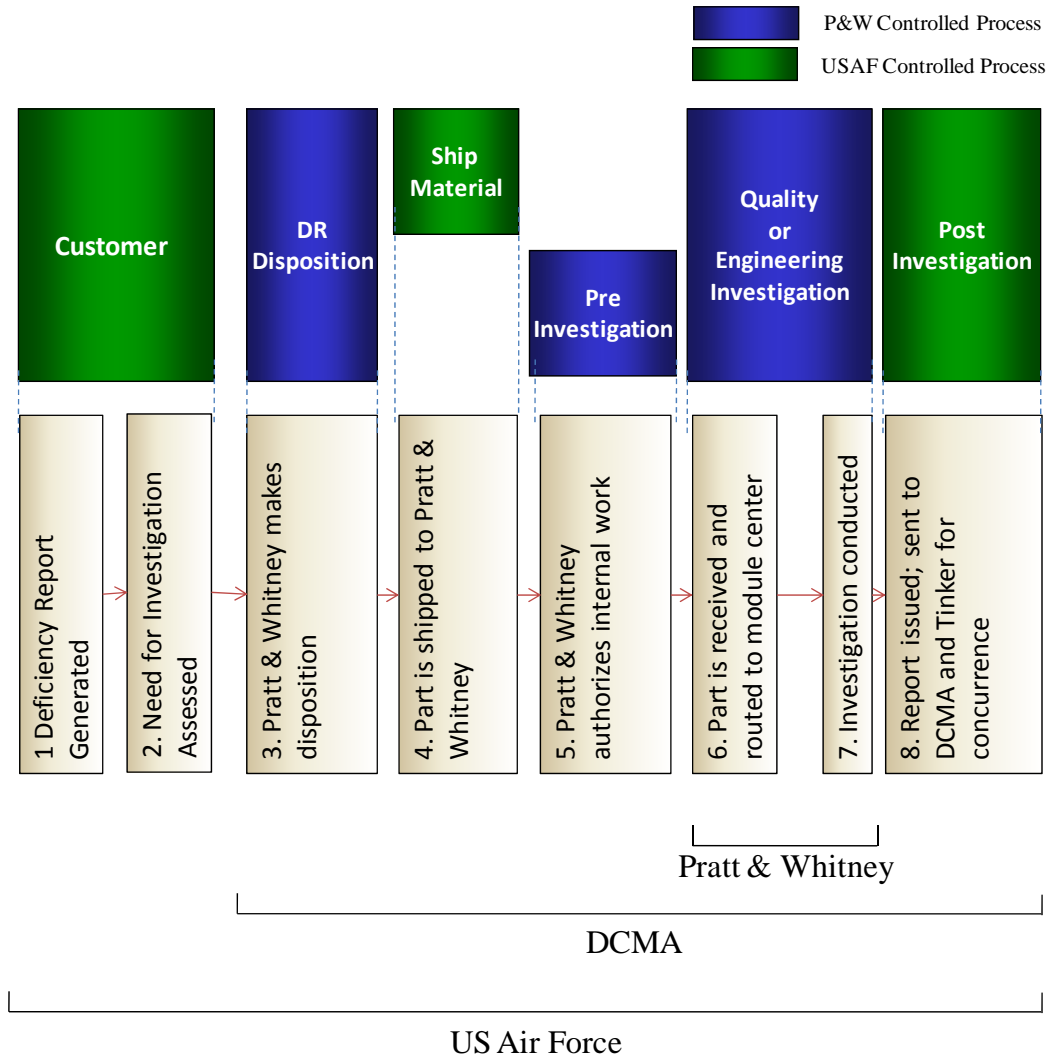 P&W Controlled Process
USAF Controlled Process
Customer
DR
Disposition
Ship
Material
Pre
Investigation
Quality
or
Engineering
Investigation
Post
Investigation
1 Deficiency Report
Generated
2. Need for Investigation
Assessed
3. Pratt & Whitney makes
disposition
4. Part is shipped to Pratt &
Whitney
5. Pratt & Whitney
authorizes internal work
6. Part is received and
routed to module center
7. Investigation conducted
8. Report issued; sent to
DCMA and Tinker for
concurrence
Pratt & Whitney
DCMA
US Air Force